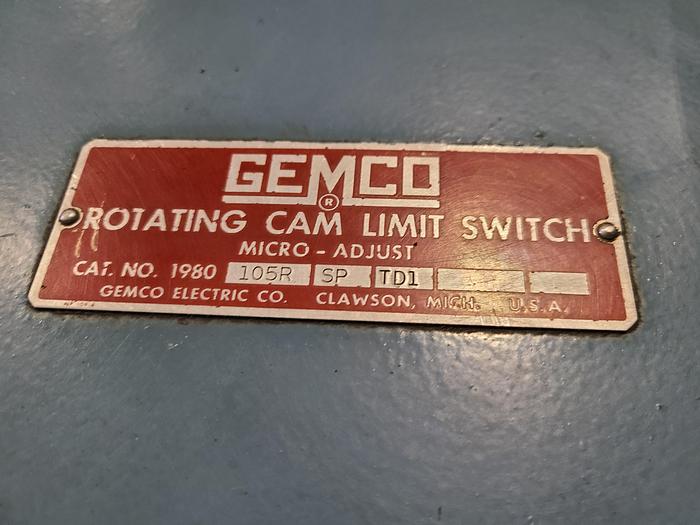 GEMCO
®
ROTATING CAM LIMIT SWITCH
MICRO - ADJUST
CAT. NO. 1980 105R SP TD1
GEMCO ELECTRIC CO. CLAWSON, MICH. U.S.A.